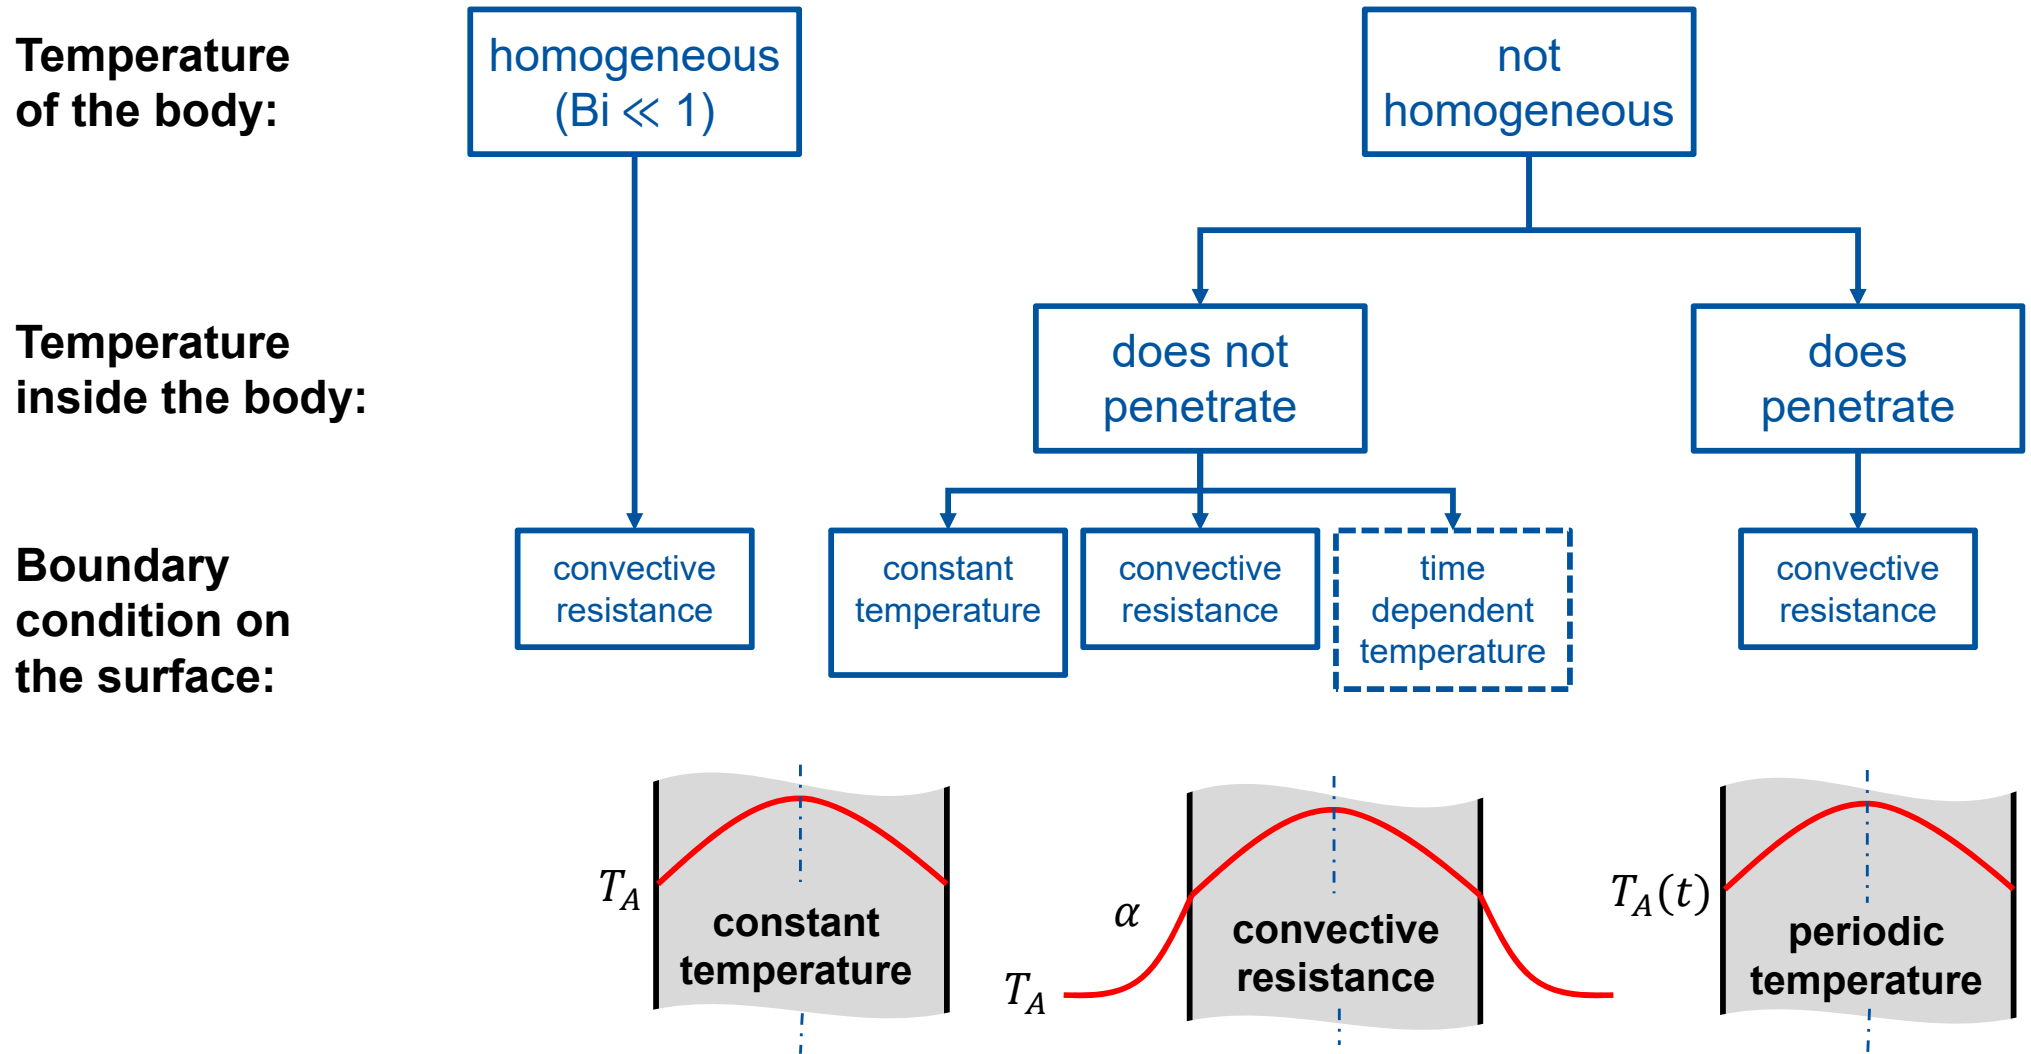 Temperature
of the body:
homogeneous
(Bi ≪ 1)
not
homogeneous
Temperature
inside the body:
does not
penetrate
does
penetrate
Boundary
condition on
the surface:
convective
resistance
constant
temperature
convective
resistance
time
dependent
temperature
convective
resistance
T_A
constant
temperature
α
T_A
convective
resistance
T_A(t)
periodic
temperature